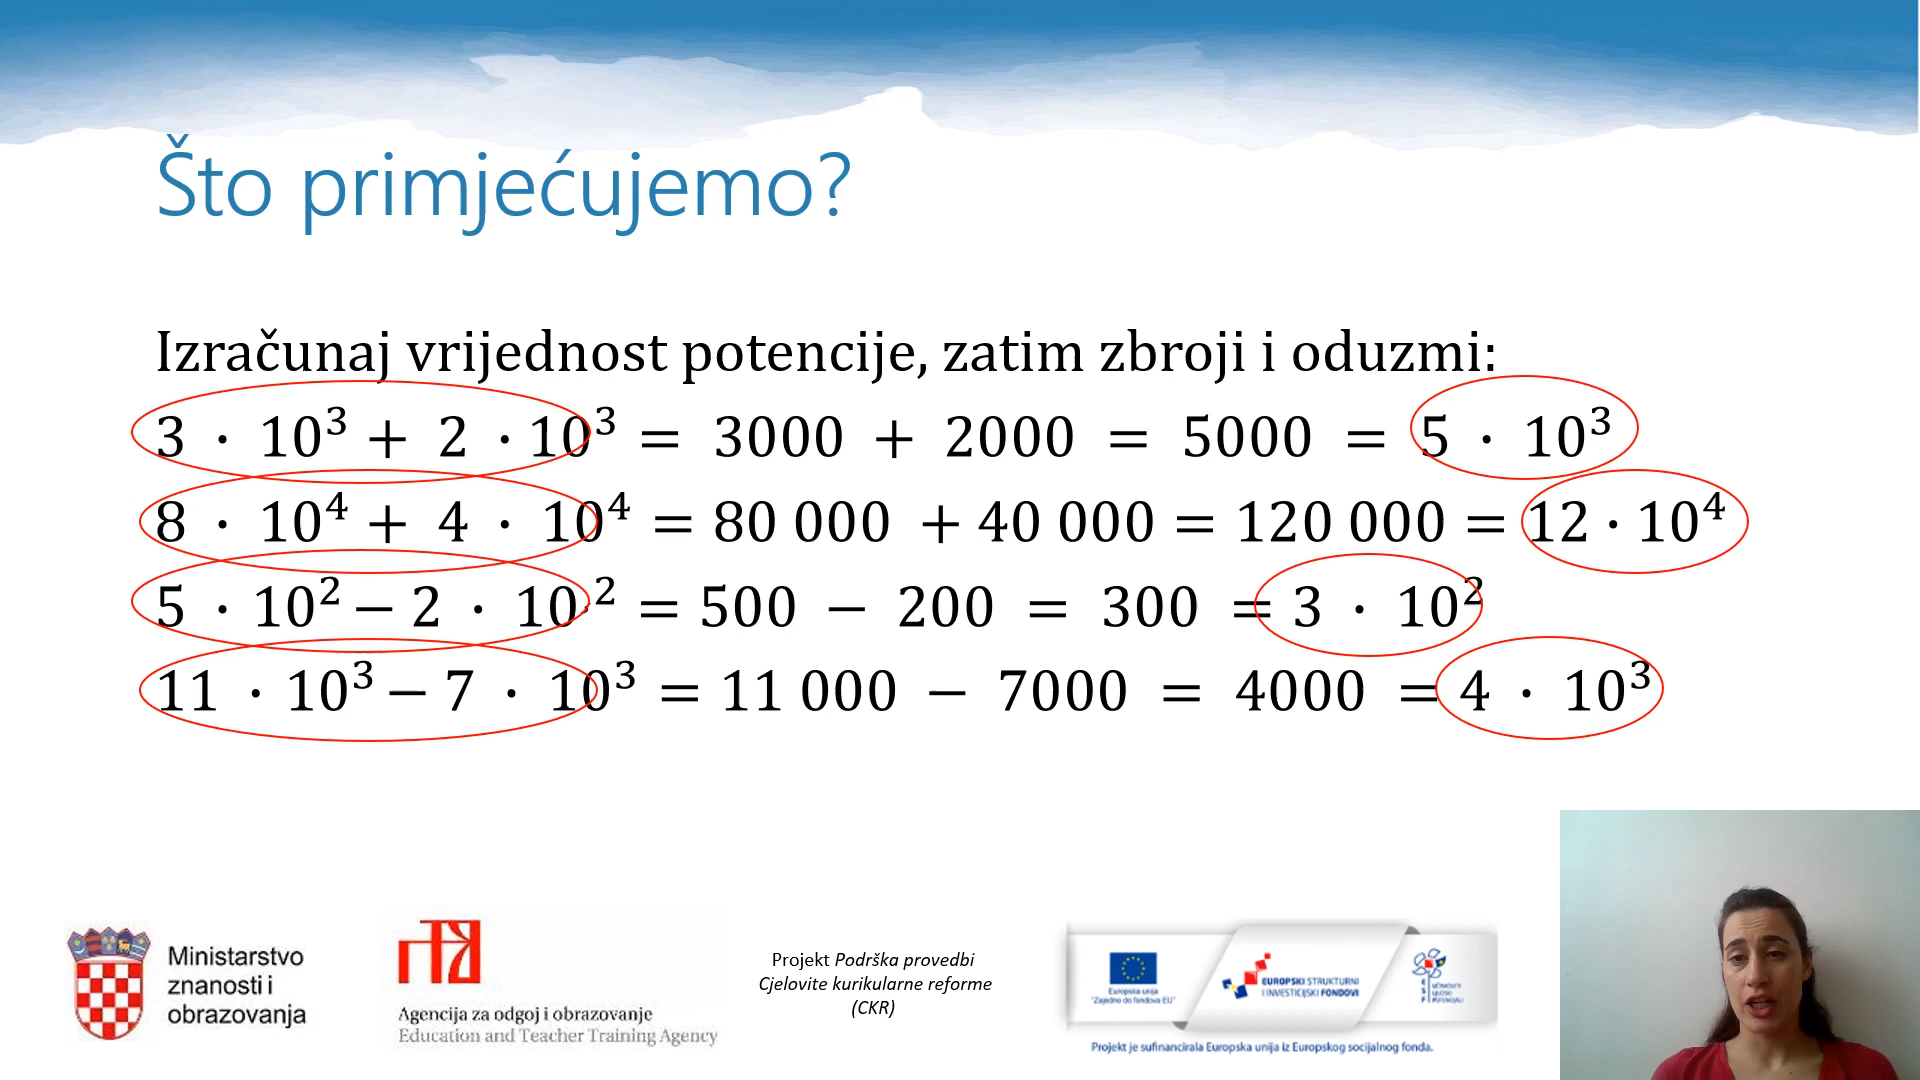 Što primjećujemo?
Izračunaj vrijednost potencije, zatim zbroji i oduzmi:
3 · 10³ + 2 · 10³ = 3000 + 2000 = 5000 = 5 · 10³
8 · 10⁴ + 4 · 10⁴ = 80 000 + 40 000 = 120 000 = 12 · 10⁴
5 · 10² − 2 · 10² = 500 − 200 = 300 = 3 · 10²
11 · 10³ − 7 · 10³ = 11 000 − 7000 = 4000 = 4 · 10³
Ministarstvo
znanosti i
obrazovanja
Agencija za odgoj i obrazovanje
Education and Teacher Training Agency
Projekt Podrška provedbi
Cjelovite kurikularne reforme
(CKR)
Europska unija
"Zajedno do fondova EU"
EUROPSKI STRUKTURNI
I INVESTICIJSKI FONDOVI
Projekt je sufinancirala Europska unija iz Europskog socijalnog fonda.